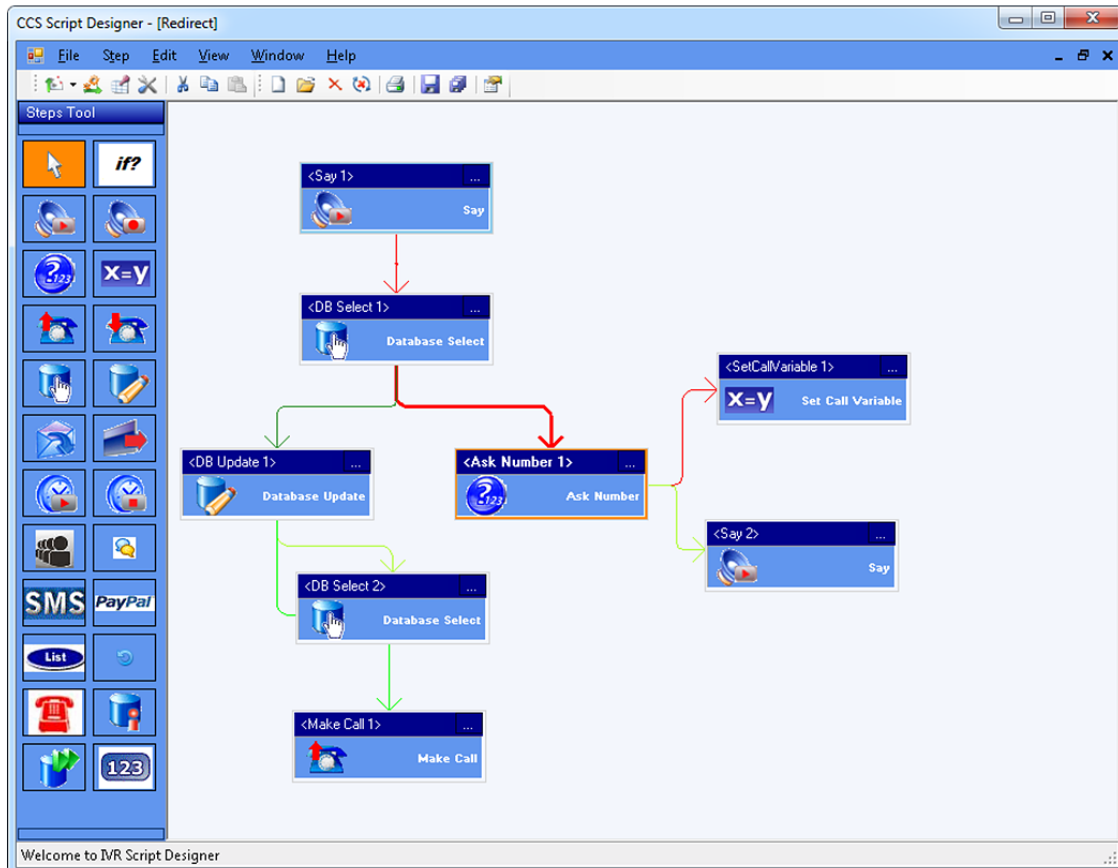 CCS Script Designer - [Redirect]
File Step Edit View Window Help
Steps Tool
if?
?123
X=Y
SMS
PayPal
List
123
<Say 1> ...
Say
<DB Select 1> ...
Database Select
<SetCallVariable 1> ...
X=Y Set Call Variable
<DB Update 1> ...
Database Update
<Ask Number 1> ...
?123 Ask Number
<Say 2> ...
Say
<DB Select 2> ...
Database Select
<Make Call 1> ...
Make Call
Welcome to IVR Script Designer